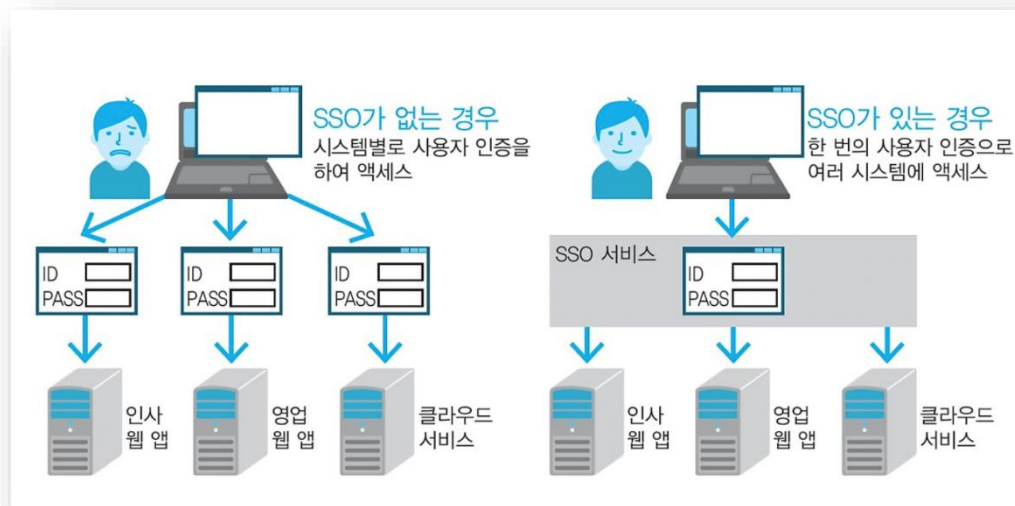 SSO가 없는 경우
시스템별로 사용자 인증을
하여 액세스
ID
PASS
ID
PASS
ID
PASS
인사
웹 앱
영업
웹 앱
클라우드
서비스
SSO가 있는 경우
한 번의 사용자 인증으로
여러 시스템에 액세스
SSO 서비스
ID
PASS
인사
웹 앱
영업
웹 앱
클라우드
서비스